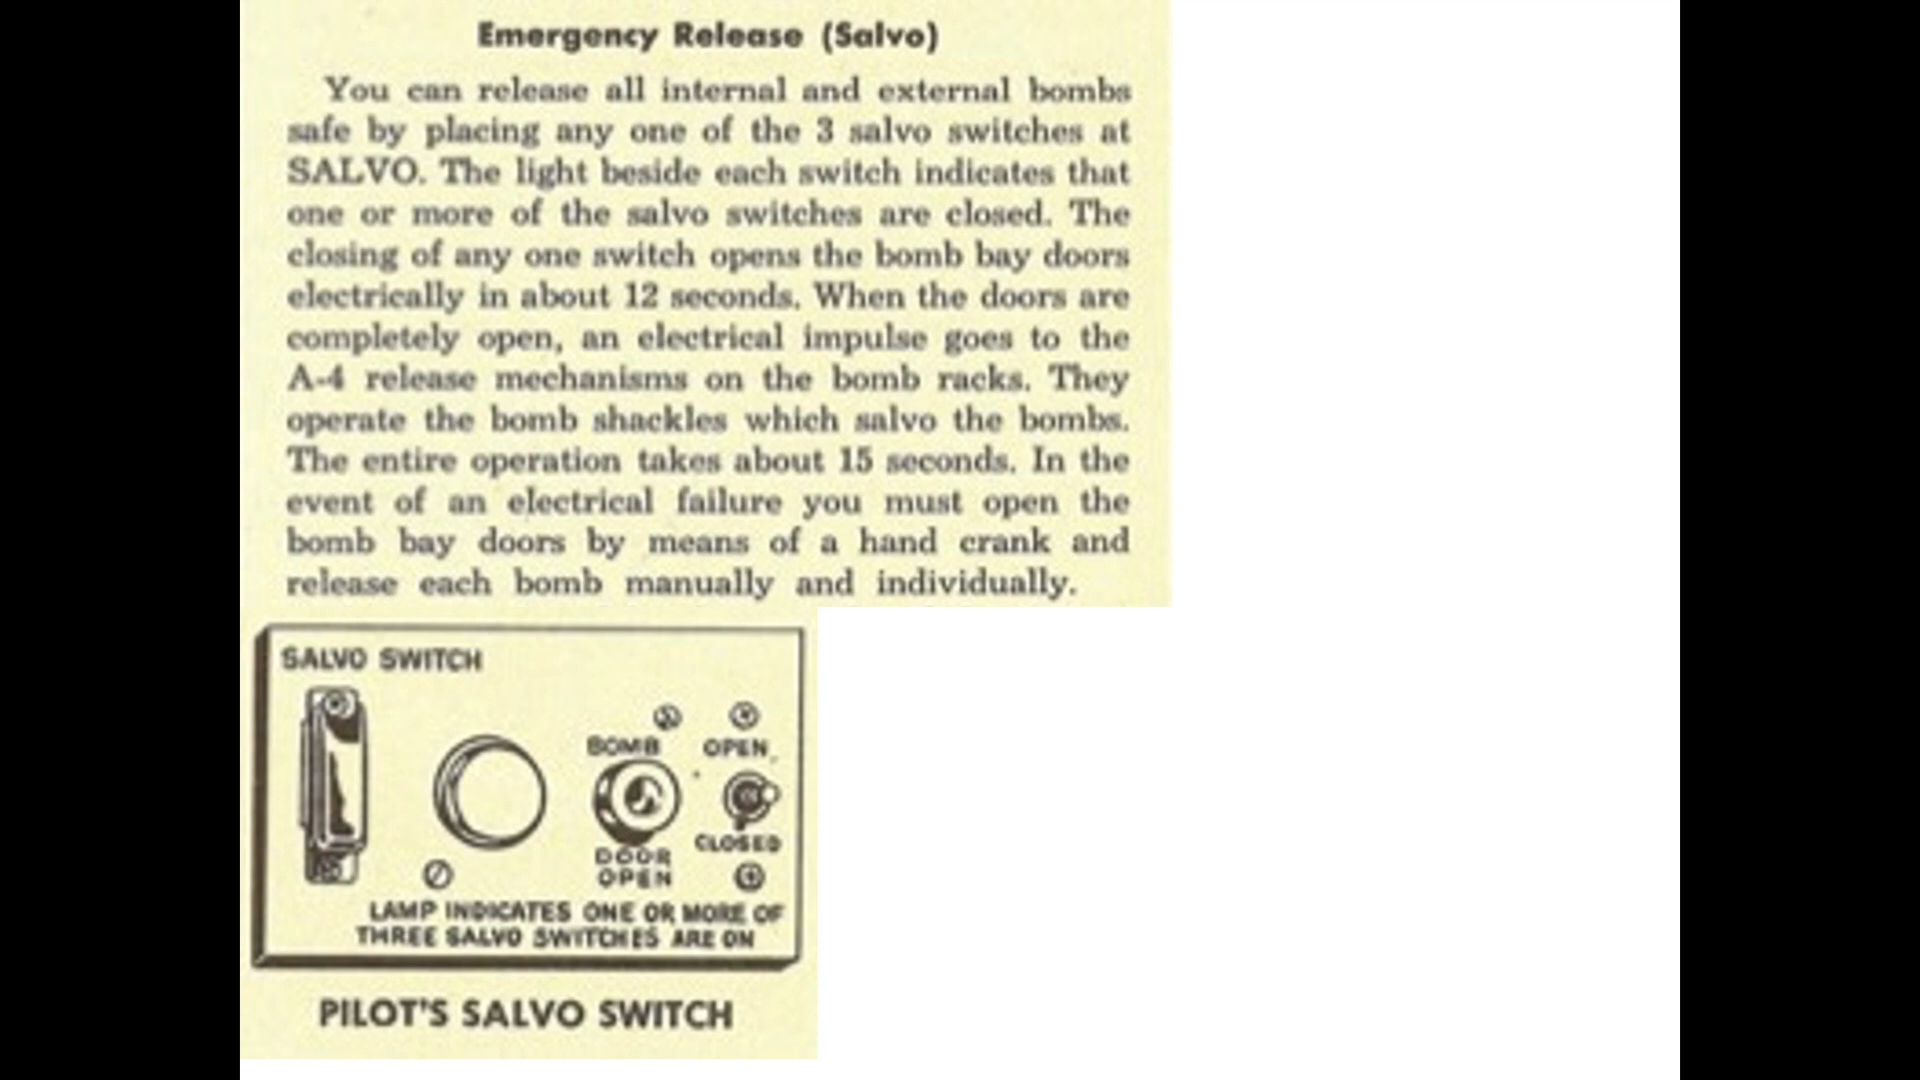 Emergency Release (Salvo)
You can release all internal and external bombs
safe by placing any one of the 3 salvo switches at
SALVO. The light beside each switch indicates that
one or more of the salvo switches are closed. The
closing of any one switch opens the bomb bay doors
electrically in about 12 seconds. When the doors are
completely open, an electrical impulse goes to the
A-4 release mechanisms on the bomb racks. They
operate the bomb shackles which salvo the bombs.
The entire operation takes about 15 seconds. In the
event of an electrical failure you must open the
bomb bay doors by means of a hand crank and
release each bomb manually and individually.
SALVO SWITCH
BOMB OPEN
CLOSED
DOOR
OPEN
LAMP INDICATES ONE OR MORE OF
THREE SALVO SWITCHES ARE ON
PILOT'S SALVO SWITCH